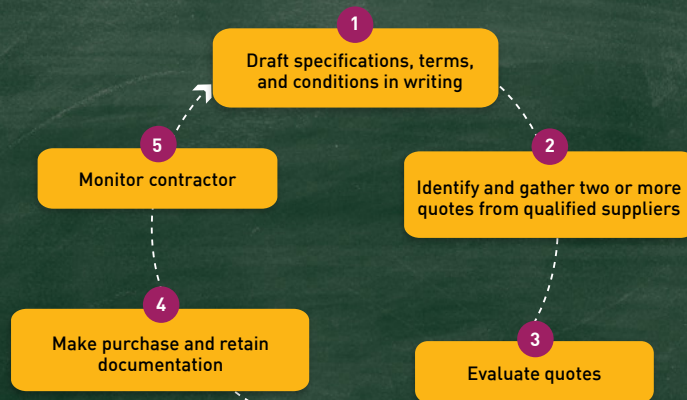 1
Draft specifications, terms,
and conditions in writing
2
Identify and gather two or more
quotes from qualified suppliers
3
Evaluate quotes
4
Make purchase and retain
documentation
5
Monitor contractor